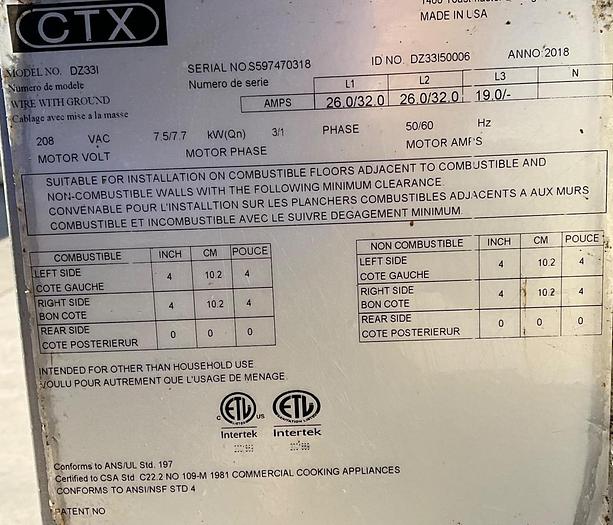 MADE IN USA
CTX
MODEL NO. DZ33I SERIAL NO.S597470318 ID NO. DZ33I50006 ANNO:2018
Numero de modele Numero de serie L1 L2 L3 N
WIRE WITH GROUND AMPS 26.0/32.0 26.0/32.0 19.0/-
Cablage avec mise a la masse
208 VAC 7.5/7.7 kW(Qn) 3/1 PHASE 50/60 Hz
MOTOR VOLT MOTOR PHASE MOTOR AMP'S
SUITABLE FOR INSTALLATION ON COMBUSTIBLE FLOORS ADJACENT TO COMBUSTIBLE AND
NON-COMBUSTIBLE WALLS WITH THE FOLLOWING MINIMUM CLEARANCE.
CONVENABLE POUR L'INSTALLTION SUR LES PLANCHERS COMBUSTIBLES ADJECENTS A AUX MURS
COMBUSTIBLE ET INCOMBUSTIBLE AVEC LE SUIVRE DEGAGEMENT MINIMUM.
COMBUSTIBLE INCH CM POUCE
LEFT SIDE
COTE GAUCHE 4 10.2 4
RIGHT SIDE
BON COTE 4 10.2 4
REAR SIDE
COTE POSTERIERUR 0 0 0
NON COMBUSTIBLE INCH CM POUCE
LEFT SIDE
COTE GAUCHE 4 10.2 4
RIGHT SIDE
BON COTE 4 10.2 4
REAR SIDE
COTE POSTERIERUR 0 0 0
INTENDED FOR OTHER THAN HOUSEHOLD USE
VOULU POUR AUTREMENT QUE L'USAGE DE MENAGE
C ETL US ETL
Intertek Intertek
Conforms to ANS/UL Std. 197
Certified to CSA Std C22.2 NO 109-M 1981 COMMERCIAL COOKING APPLIANCES
CONFORMS TO ANSI/NSF STD 4
PATENT NO